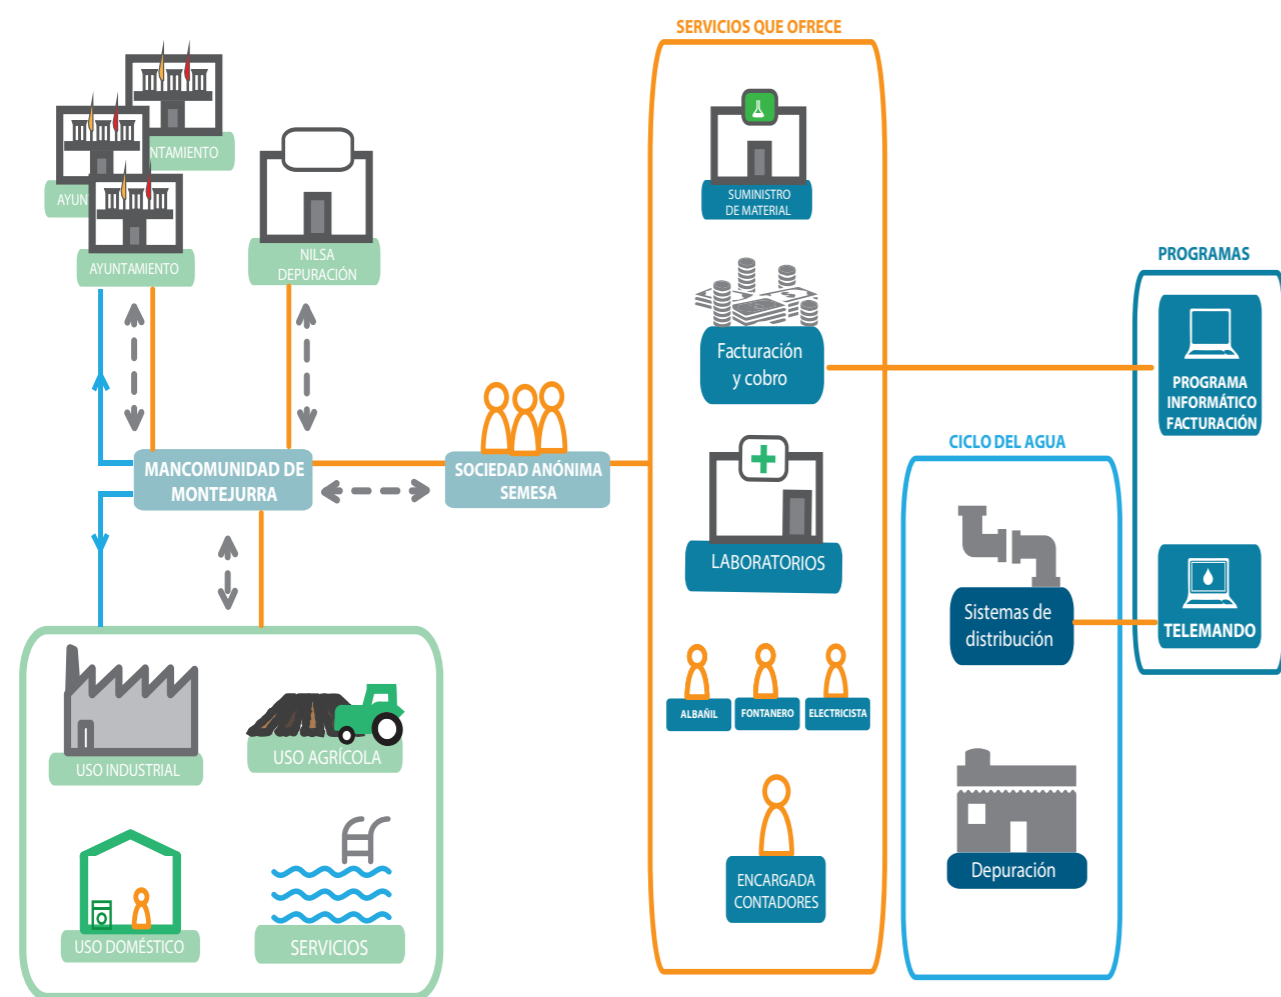 SERVICIOS QUE OFRECE
NTAMIENTO
AYUN
AYUNTAMIENTO
NILSA
DEPURACIÓN
SUMINISTRO
DE MATERIAL
PROGRAMAS
Facturación
y cobro
PROGRAMA
INFORMÁTICO
FACTURACIÓN
CICLO DEL AGUA
MANCOMUNIDAD DE
MONTEJURRA
SOCIEDAD ANÓNIMA
SEMESA
LABORATORIOS
Sistemas de
distribución
TELEMANDO
ALBAÑIL
FONTANERO
ELECTRICISTA
USO INDUSTRIAL
USO AGRÍCOLA
Depuración
ENCARGADA
CONTADORES
USO DOMÉSTICO
SERVICIOS